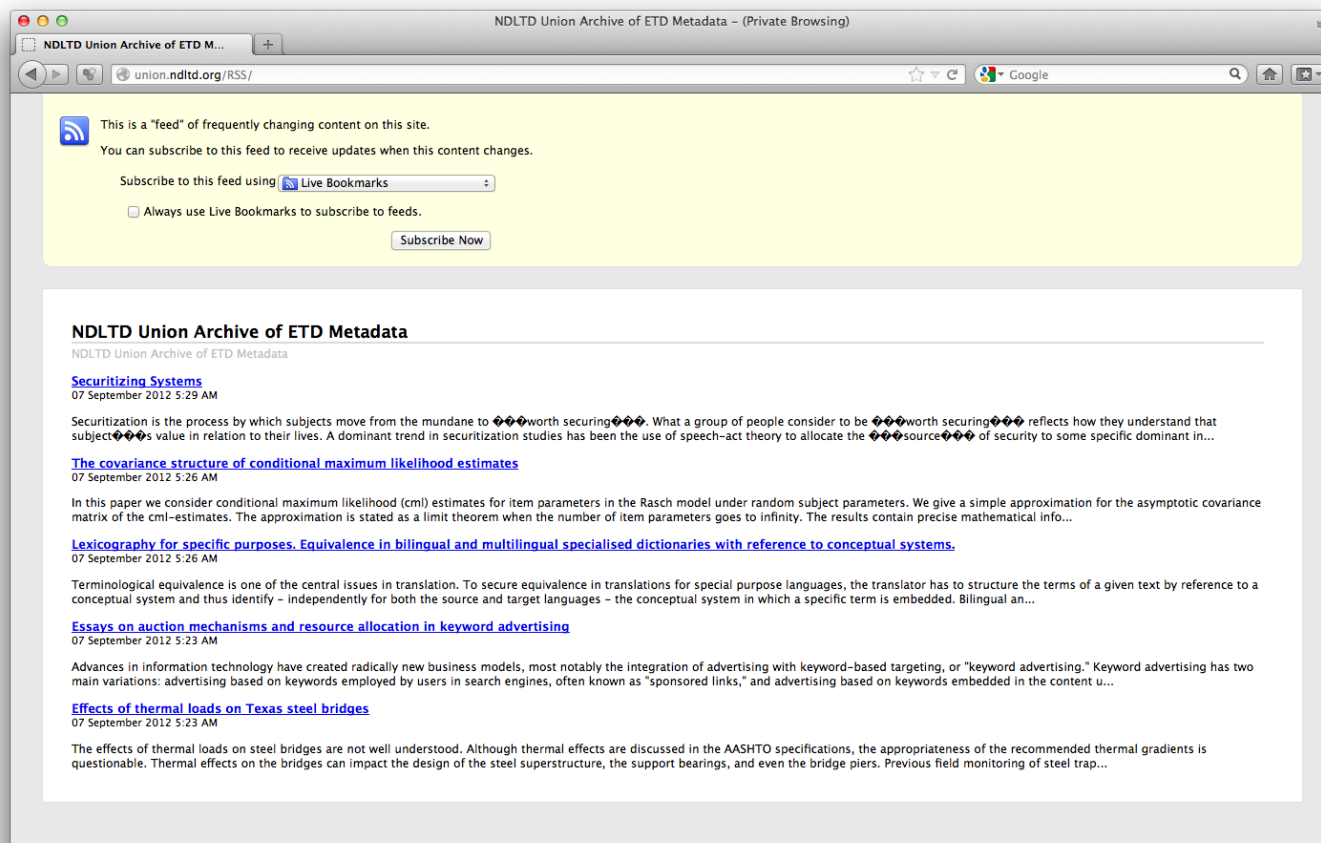 NDLTD Union Archive of ETD Metadata – (Private Browsing)
NDLTD Union Archive of ETD M...
union.ndltd.org/RSS/
Google
This is a "feed" of frequently changing content on this site.
You can subscribe to this feed to receive updates when this content changes.
Subscribe to this feed using Live Bookmarks
Always use Live Bookmarks to subscribe to feeds.
Subscribe Now
NDLTD Union Archive of ETD Metadata
NDLTD Union Archive of ETD Metadata
Securitizing Systems
07 September 2012 5:29 AM
Securitization is the process by which subjects move from the mundane to ���worth securing���. What a group of people consider to be ���worth securing��� reflects how they understand that
subject���s value in relation to their lives. A dominant trend in securitization studies has been the use of speech-act theory to allocate the ���source��� of security to some specific dominant in...
The covariance structure of conditional maximum likelihood estimates
07 September 2012 5:26 AM
In this paper we consider conditional maximum likelihood (cml) estimates for item parameters in the Rasch model under random subject parameters. We give a simple approximation for the asymptotic covariance
matrix of the cml-estimates. The approximation is stated as a limit theorem when the number of item parameters goes to infinity. The results contain precise mathematical info...
Lexicography for specific purposes. Equivalence in bilingual and multilingual specialised dictionaries with reference to conceptual systems.
07 September 2012 5:26 AM
Terminological equivalence is one of the central issues in translation. To secure equivalence in translations for special purpose languages, the translator has to structure the terms of a given text by reference to a
conceptual system and thus identify – independently for both the source and target languages – the conceptual system in which a specific term is embedded. Bilingual an...
Essays on auction mechanisms and resource allocation in keyword advertising
07 September 2012 5:23 AM
Advances in information technology have created radically new business models, most notably the integration of advertising with keyword-based targeting, or "keyword advertising." Keyword advertising has two
main variations: advertising based on keywords employed by users in search engines, often known as "sponsored links," and advertising based on keywords embedded in the content u...
Effects of thermal loads on Texas steel bridges
07 September 2012 5:23 AM
The effects of thermal loads on steel bridges are not well understood. Although thermal effects are discussed in the AASHTO specifications, the appropriateness of the recommended thermal gradients is
questionable. Thermal effects on the bridges can impact the design of the steel superstructure, the support bearings, and even the bridge piers. Previous field monitoring of steel trap...